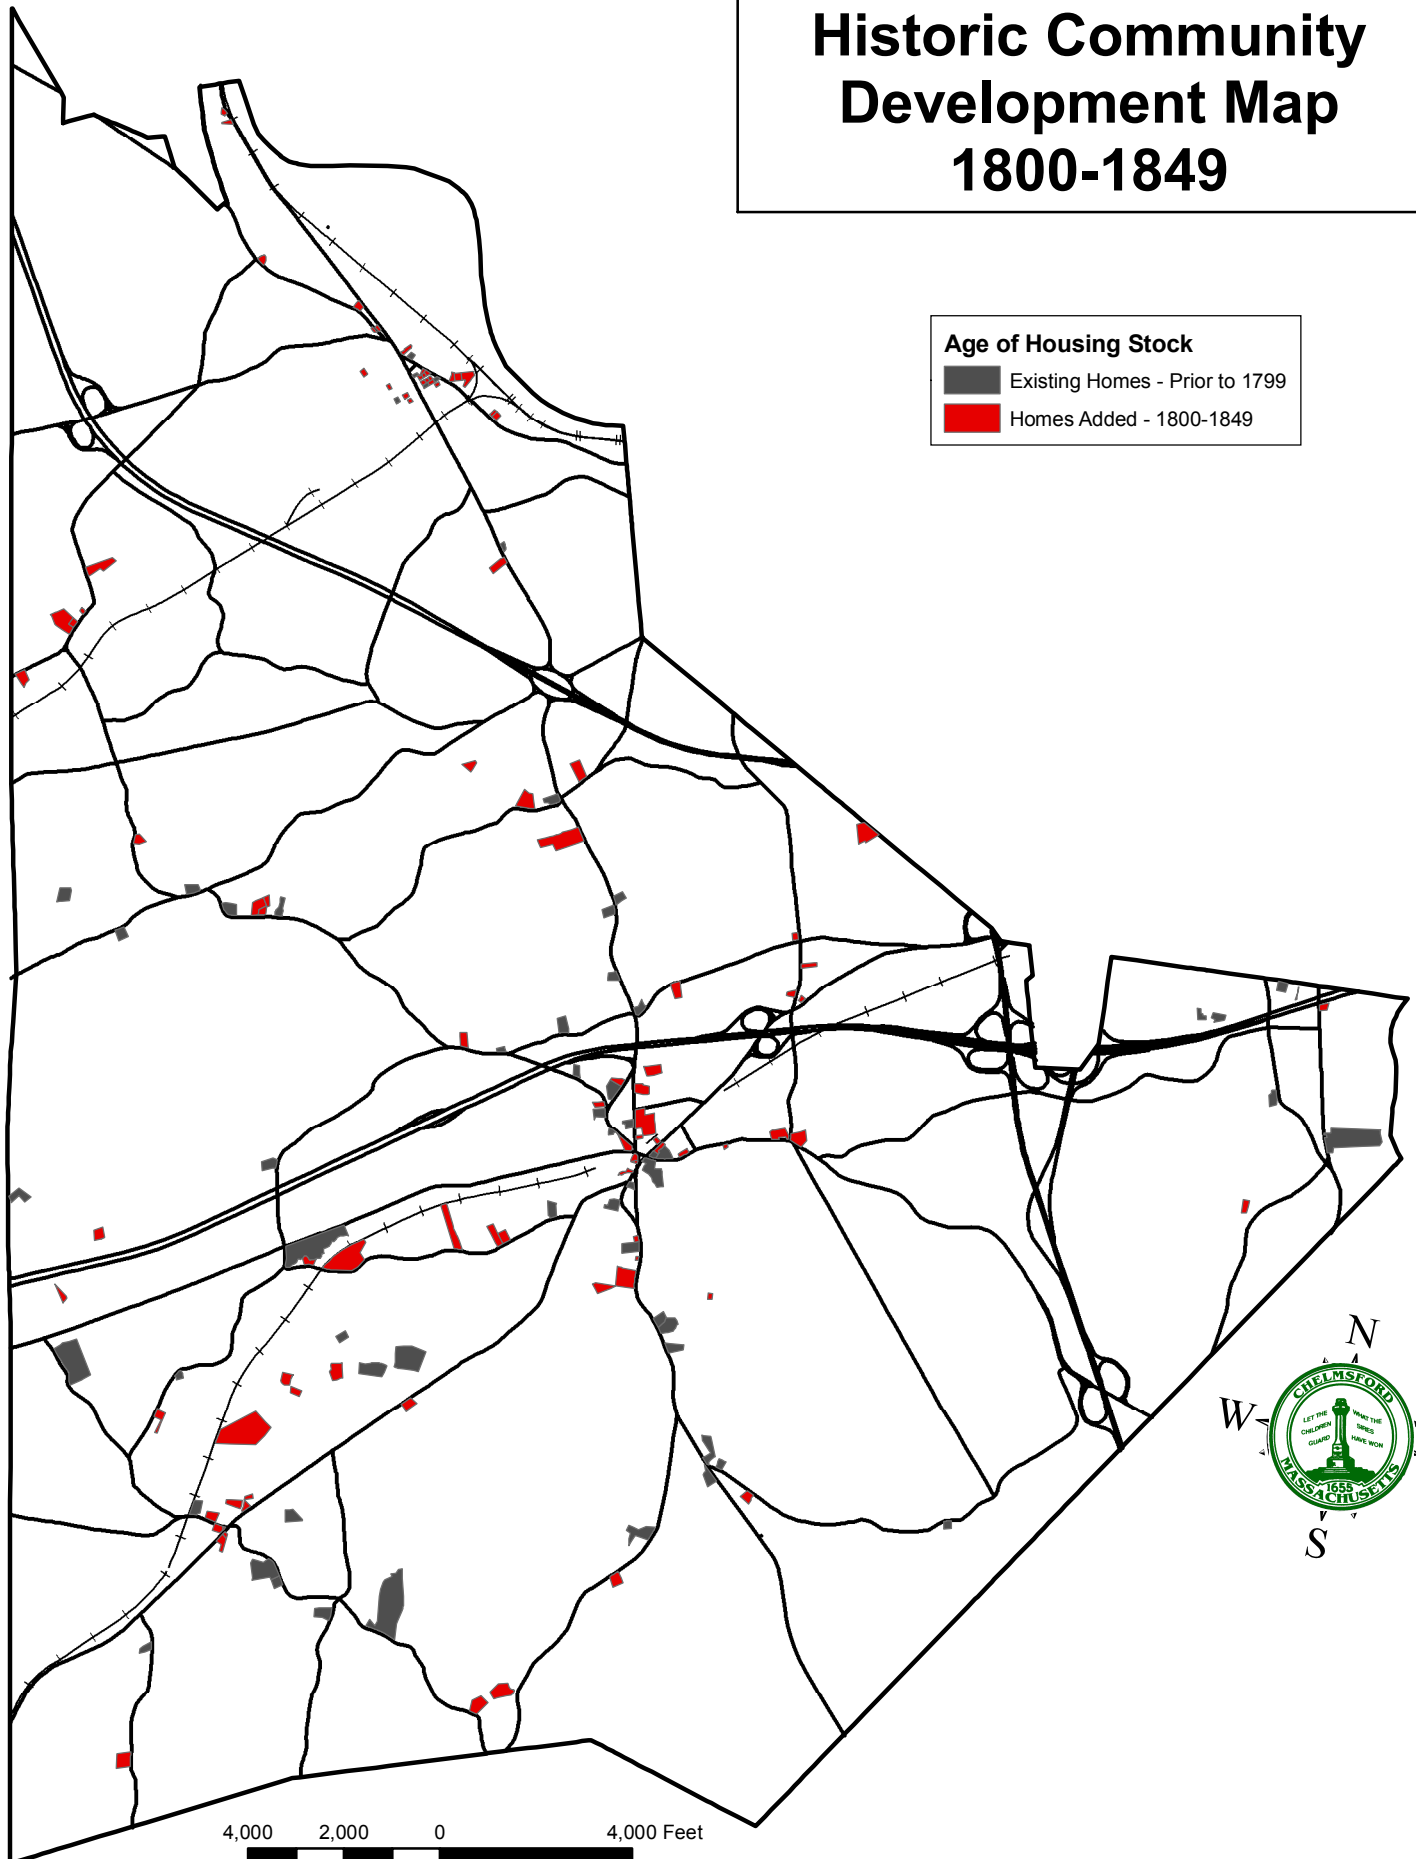 Historic Community
Development Map
1800-1849
Age of Housing Stock
Existing Homes - Prior to 1799
Homes Added - 1800-1849
N
W
CHELMSFORD
LET THE
CHILDREN
GUARD
WHAT THE
SIRES
HAVE WON
1655
MASSACHUSETTS
S
4,000 2,000 0 4,000 Feet